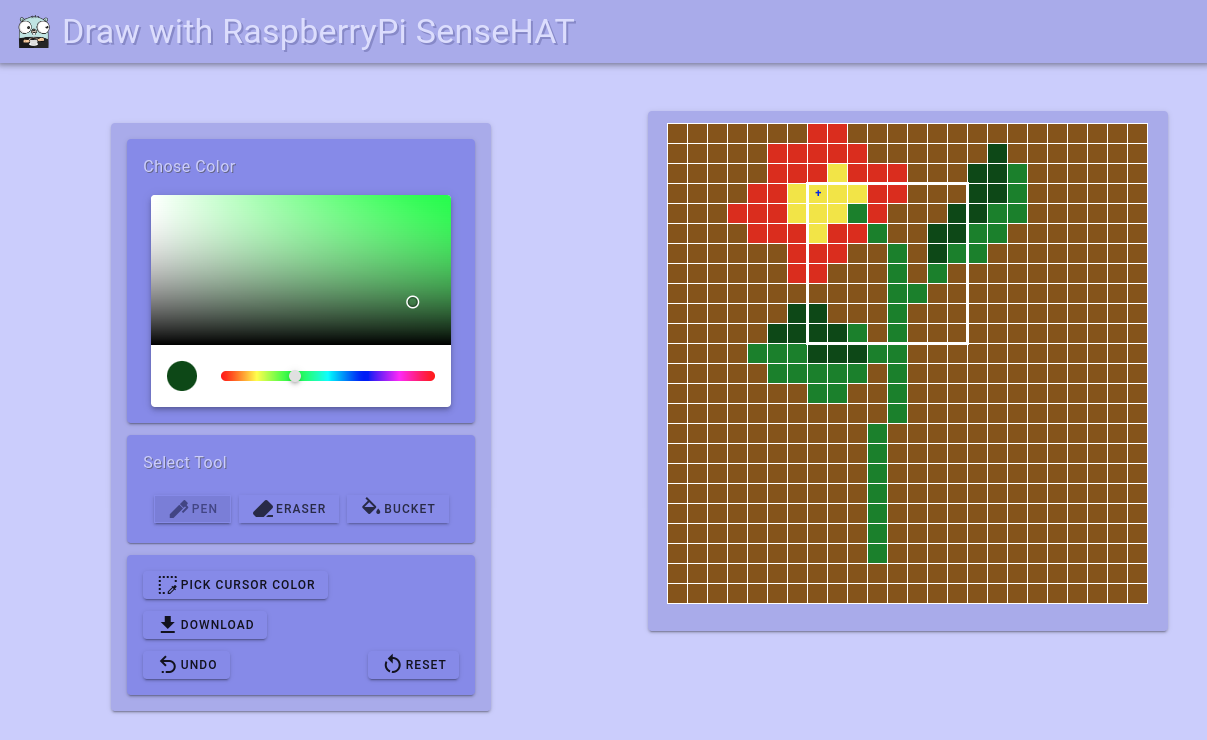 Draw with RaspberryPi SenseHAT
Chose Color
Select Tool
PEN
ERASER
BUCKET
PICK CURSOR COLOR
DOWNLOAD
UNDO
RESET